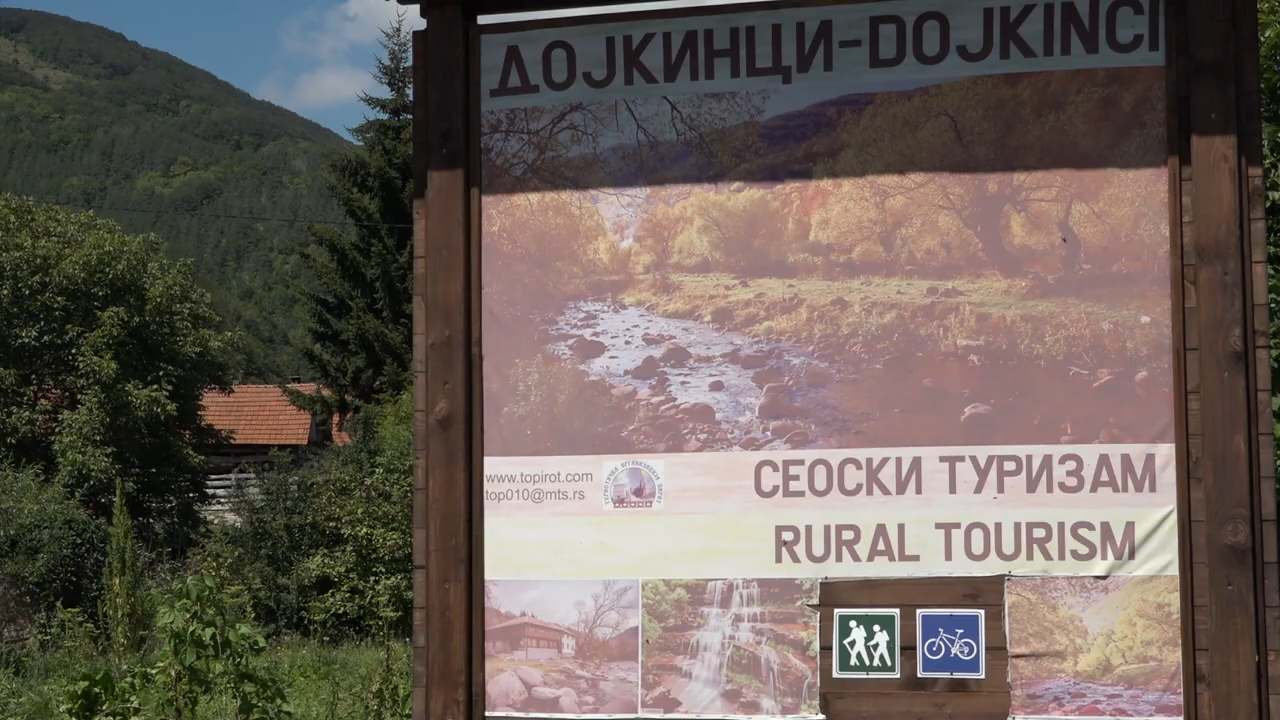 ДОЈКИНЦИ-DOJKINCI
www.topirot.com
top010@mts.rs
СЕОСКИ ТУРИЗАМ
RURAL TOURISM